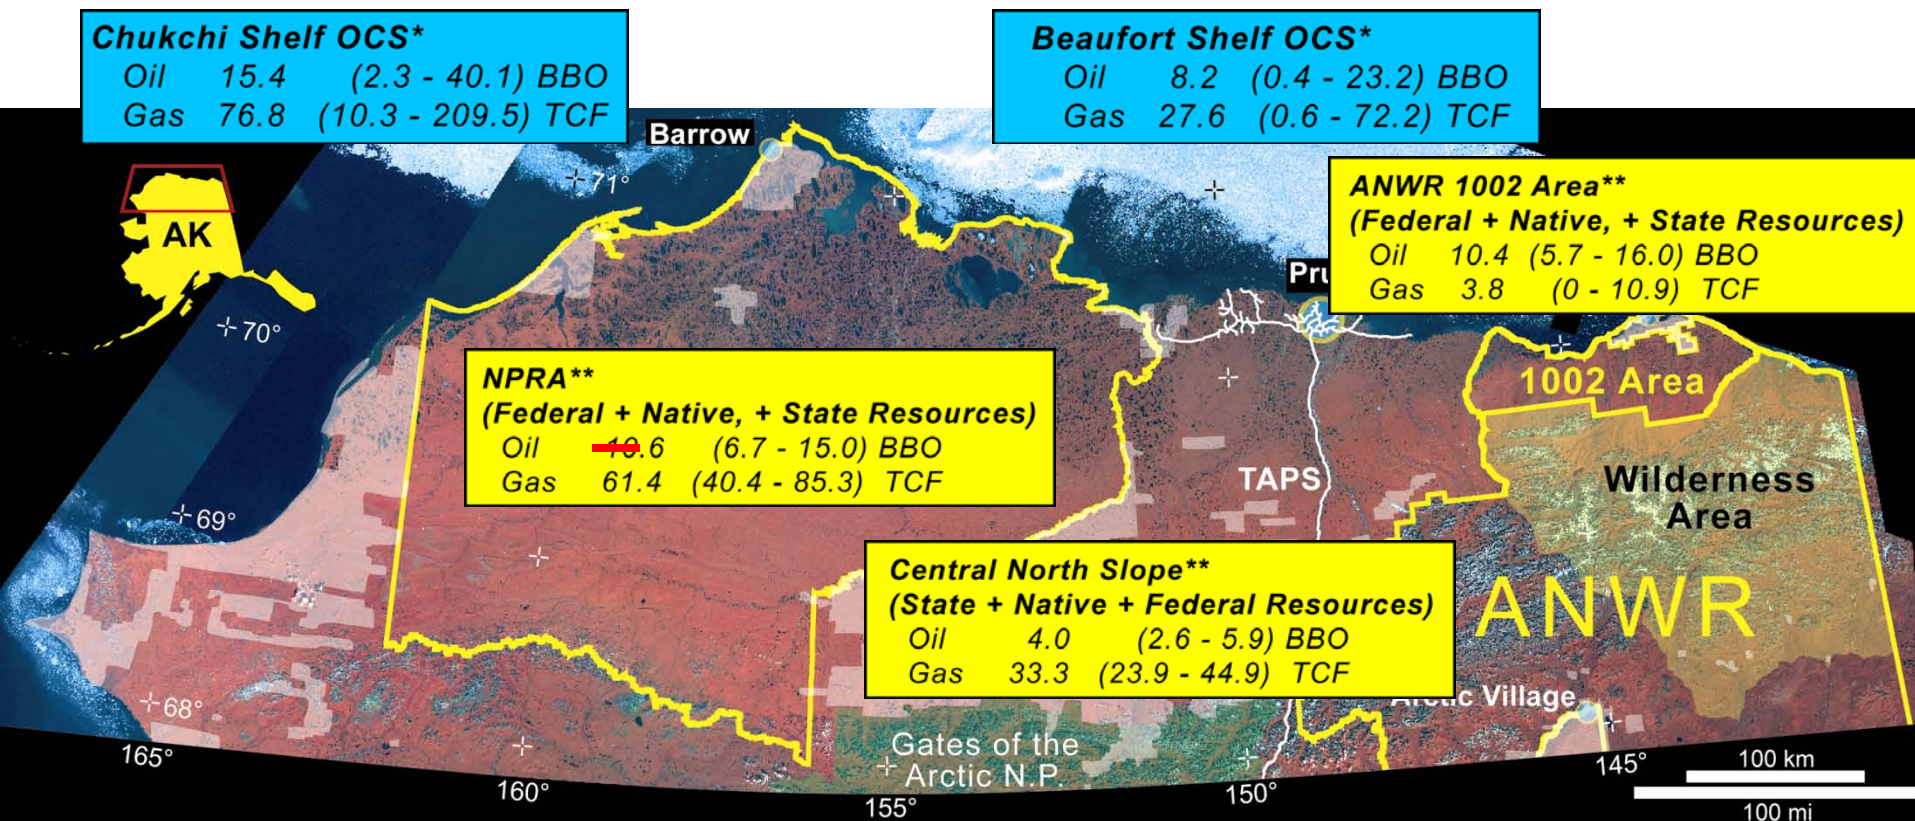 Chukchi Shelf OCS*
Oil 15.4 (2.3 - 40.1) BBO
Gas 76.8 (10.3 - 209.5) TCF
Beaufort Shelf OCS*
Oil 8.2 (0.4 - 23.2) BBO
Gas 27.6 (0.6 - 72.2) TCF
Barrow
71°
ANWR 1002 Area**
(Federal + Native, + State Resources)
Oil 10.4 (5.7 - 16.0) BBO
Gas 3.8 (0 - 10.9) TCF
AK
Pru
70°
NPRA**
(Federal + Native, + State Resources)
Oil 10.6 (6.7 - 15.0) BBO
Gas 61.4 (40.4 - 85.3) TCF
1002 Area
TAPS
Wilderness
Area
69°
Central North Slope**
(State + Native + Federal Resources)
Oil 4.0 (2.6 - 5.9) BBO
Gas 33.3 (23.9 - 44.9) TCF
ANWR
68°
Arctic Village
Gates of the
Arctic N.P.
165°
160°
155°
150°
145°
100 km
100 mi